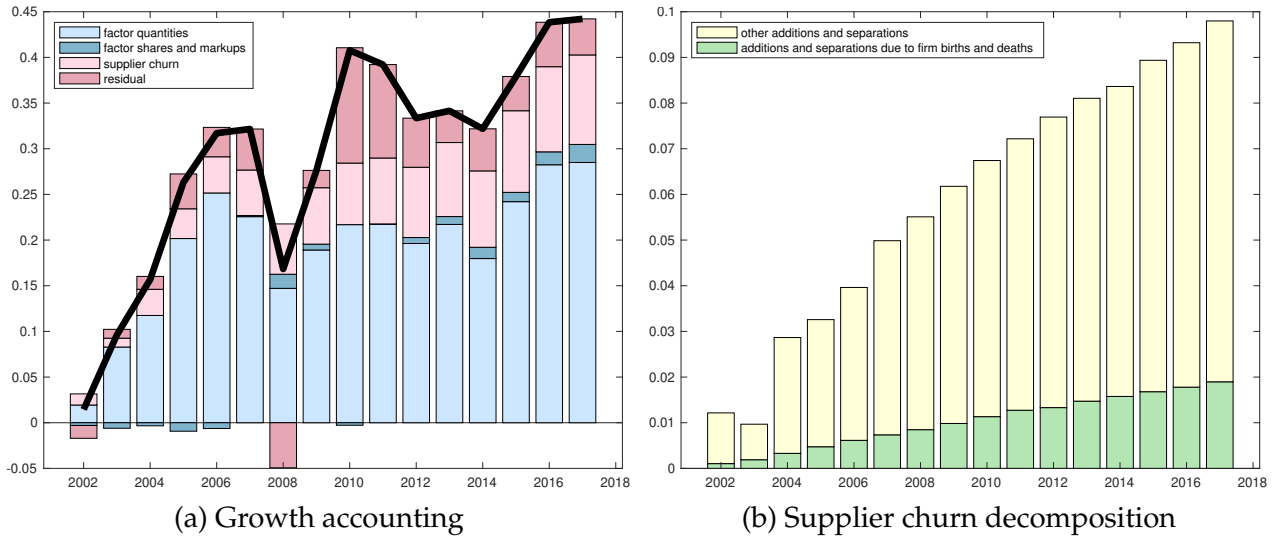 0.45
0.4
0.35
0.3
0.25
0.2
0.15
0.1
0.05
0
-0.05
factor quantities
factor shares and markups
supplier churn
residual
2002 2004 2006 2008 2010 2012 2014 2016 2018
(a) Growth accounting
0.1
0.09
0.08
0.07
0.06
0.05
0.04
0.03
0.02
0.01
0
other additions and separations
additions and separations due to firm births and deaths
2002 2004 2006 2008 2010 2012 2014 2016 2018
(b) Supplier churn decomposition